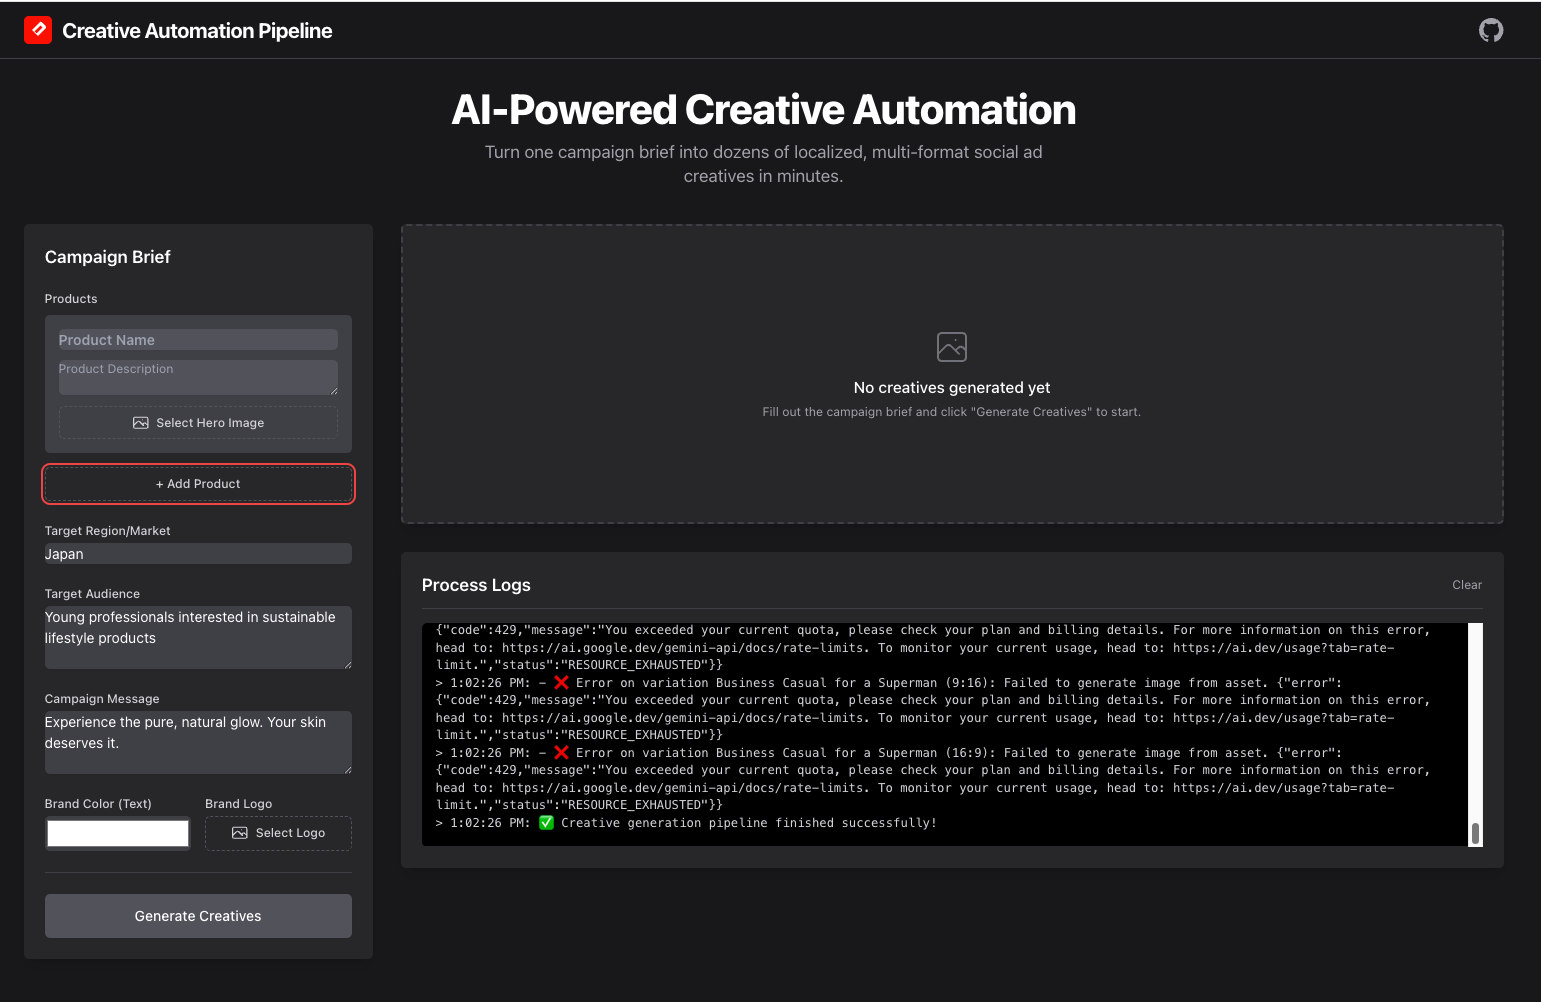 Creative Automation Pipeline
AI-Powered Creative Automation
Turn one campaign brief into dozens of localized, multi-format social ad
creatives in minutes.
Campaign Brief
Products
Product Name
Product Description
Select Hero Image
+ Add Product
Target Region/Market
Japan
Target Audience
Young professionals interested in sustainable
lifestyle products
Campaign Message
Experience the pure, natural glow. Your skin
deserves it.
Brand Color (Text)
Brand Logo
Select Logo
Generate Creatives
No creatives generated yet
Fill out the campaign brief and click "Generate Creatives" to start.
Process Logs
Clear
{"code":429,"message":"You exceeded your current quota, please check your plan and billing details. For more information on this error,
head to: https://ai.google.dev/gemini-api/docs/rate-limits. To monitor your current usage, head to: https://ai.dev/usage?tab=rate-
limit.","status":"RESOURCE_EXHAUSTED"}}
> 1:02:26 PM: - ❌ Error on variation Business Casual for a Superman (9:16): Failed to generate image from asset. {"error":
{"code":429,"message":"You exceeded your current quota, please check your plan and billing details. For more information on this error,
head to: https://ai.google.dev/gemini-api/docs/rate-limits. To monitor your current usage, head to: https://ai.dev/usage?tab=rate-
limit.","status":"RESOURCE_EXHAUSTED"}}
> 1:02:26 PM: - ❌ Error on variation Business Casual for a Superman (16:9): Failed to generate image from asset. {"error":
{"code":429,"message":"You exceeded your current quota, please check your plan and billing details. For more information on this error,
head to: https://ai.google.dev/gemini-api/docs/rate-limits. To monitor your current usage, head to: https://ai.dev/usage?tab=rate-
limit.","status":"RESOURCE_EXHAUSTED"}}
> 1:02:26 PM: ✅ Creative generation pipeline finished successfully!